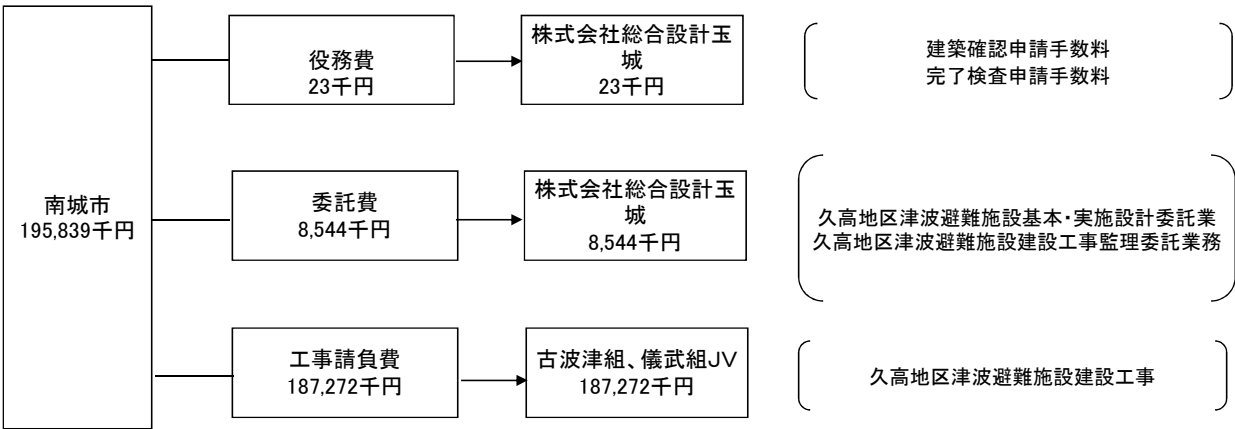 南城市
195,839千円
役務費
23千円
株式会社総合設計玉
城
23千円
建築確認申請手数料
完了検査申請手数料
委託費
8,544千円
株式会社総合設計玉
城
8,544千円
久高地区津波避難施設基本・実施設計委託業
久高地区津波避難施設建設工事監理委託業務
工事請負費
187,272千円
古波津組、儀武組JV
187,272千円
久高地区津波避難施設建設工事